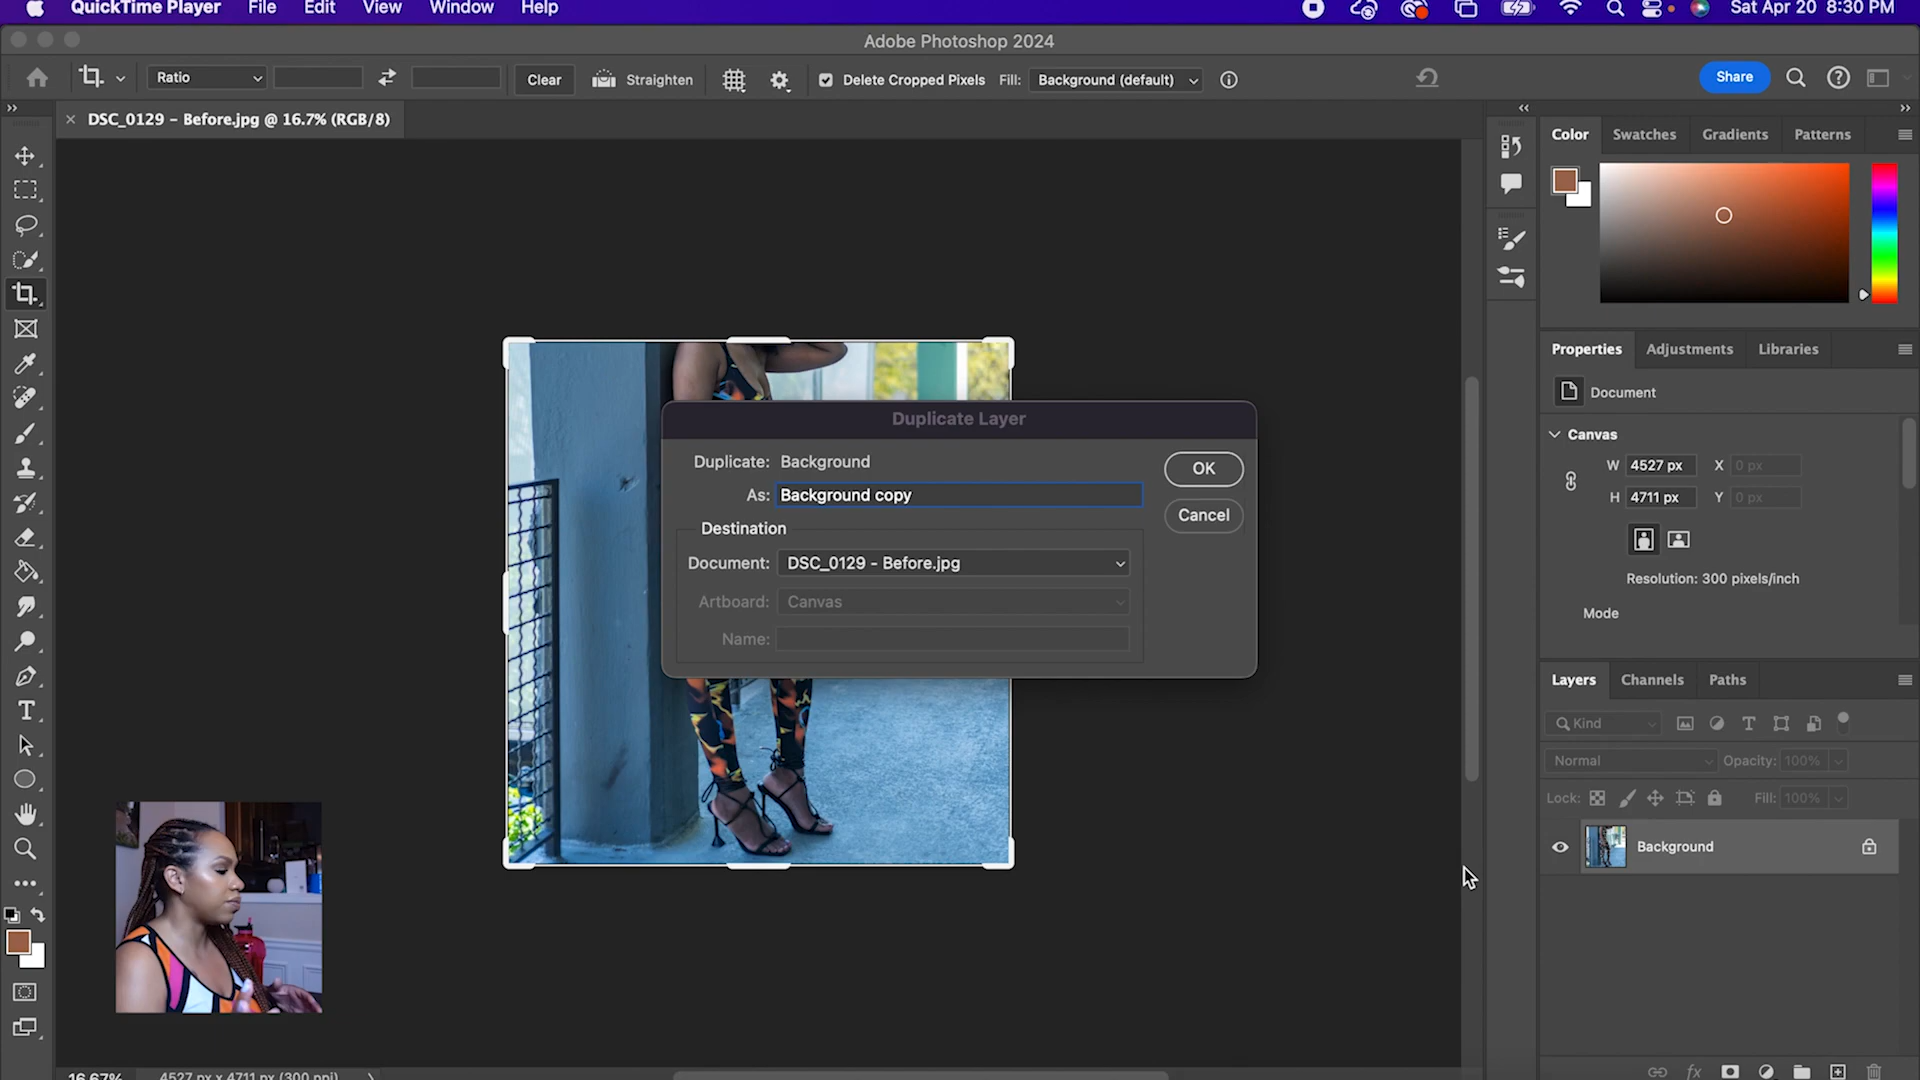 QuickTime Player File Edit View Window Help Sat Apr 20 8:30 PM
Adobe Photoshop 2024
Ratio Clear Straighten Delete Cropped Pixels Fill: Background (default) Share
DSC_0129 - Before.jpg @ 16.7% (RGB/8)
Color Swatches Gradients Patterns
Properties Adjustments Libraries
Document
Canvas
W 4527 px X 0 px
H 4711 px Y 0 px
Resolution: 300 pixels/inch
Mode
Duplicate Layer
Duplicate: Background
As: Background copy
OK
Cancel
Destination
Document: DSC_0129 - Before.jpg
Artboard: Canvas
Name:
Layers Channels Paths
Kind
Normal Opacity: 100%
Lock: Fill: 100%
Background
fx
16.67% 4527 px x 4711 px (300 ppi)